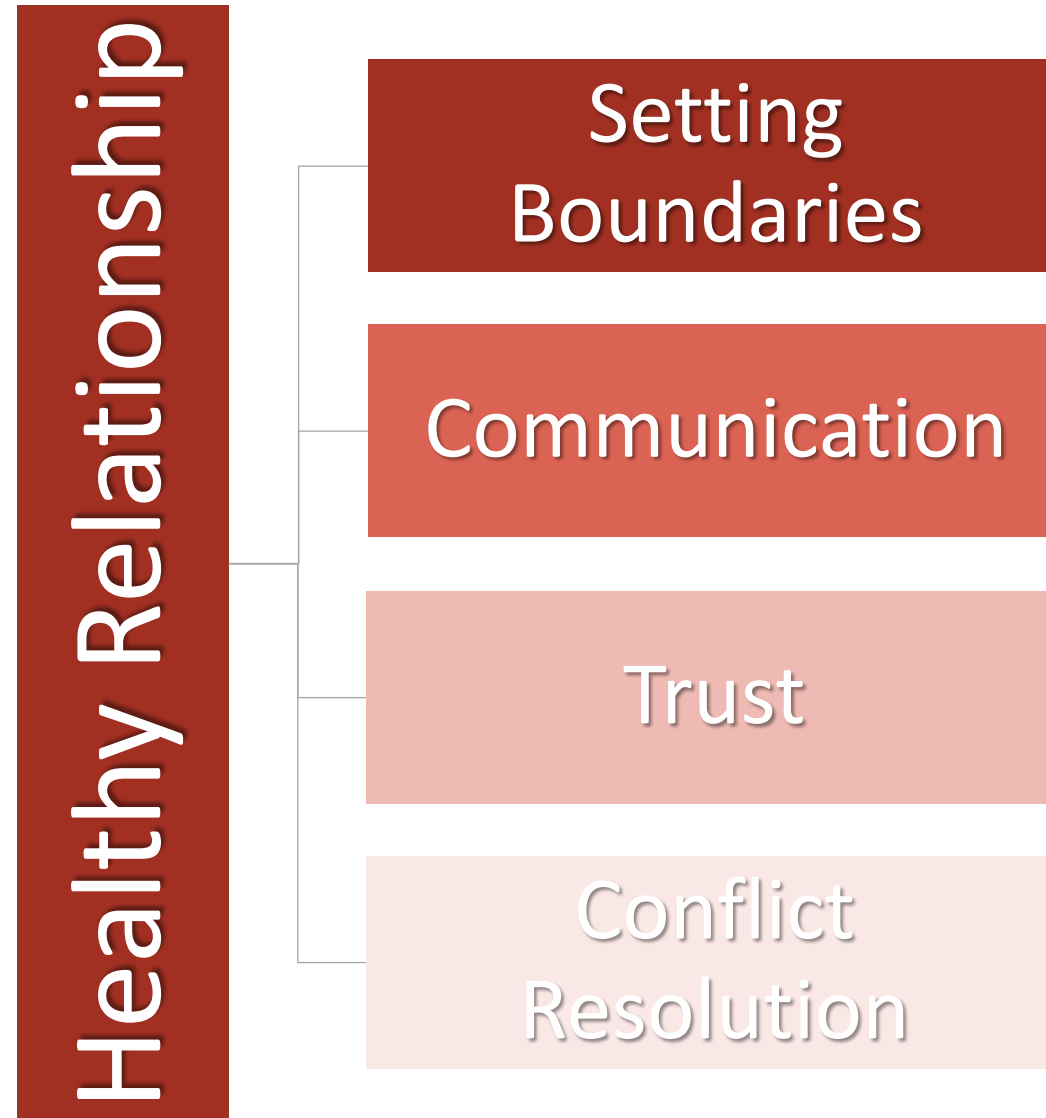 Healthy Relationship
Setting
Boundaries
Communication
Trust
Conflict
Resolution